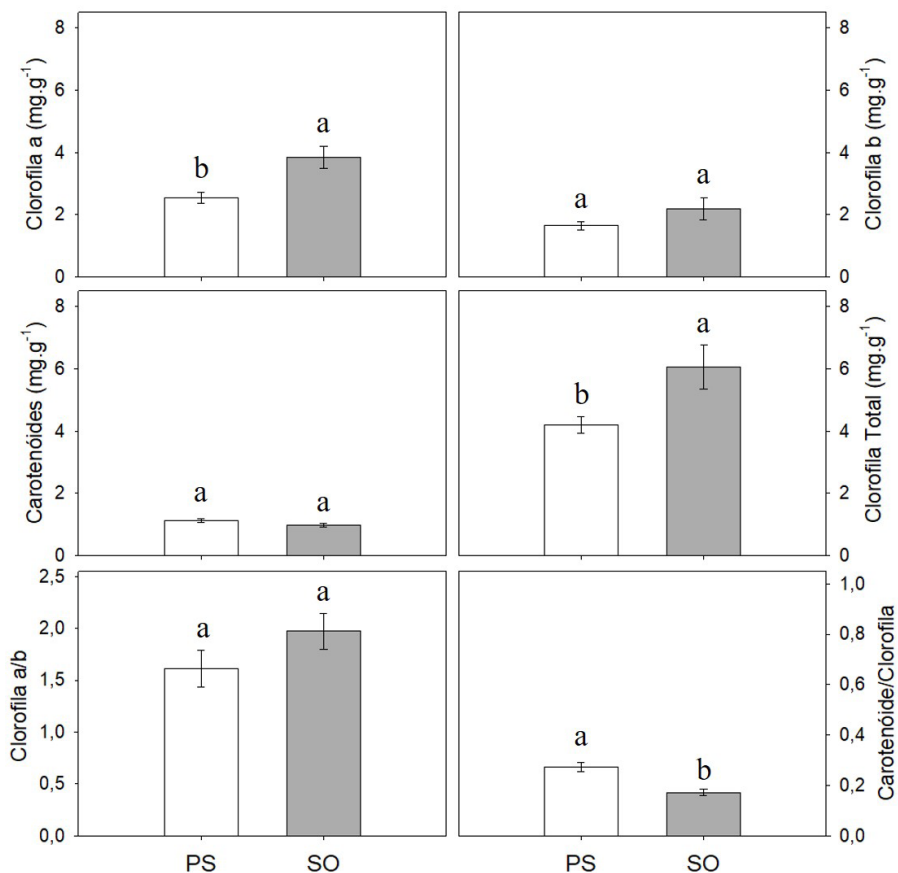 8
6
4
2
0
Clorofila a (mg.g-1)
b
a
8
6
4
2
0
Clorofila b (mg.g-1)
a
a
8
6
4
2
0
Carotenóides (mg.g-1)
a
a
8
6
4
2
0
Clorofila Total (mg.g-1)
b
a
2,5
2,0
1,5
1,0
0,5
0,0
Clorofila a/b
a
a
PS
SO
1,0
0,8
0,6
0,4
0,2
0,0
Carotenóide/Clorofila
a
b
PS
SO